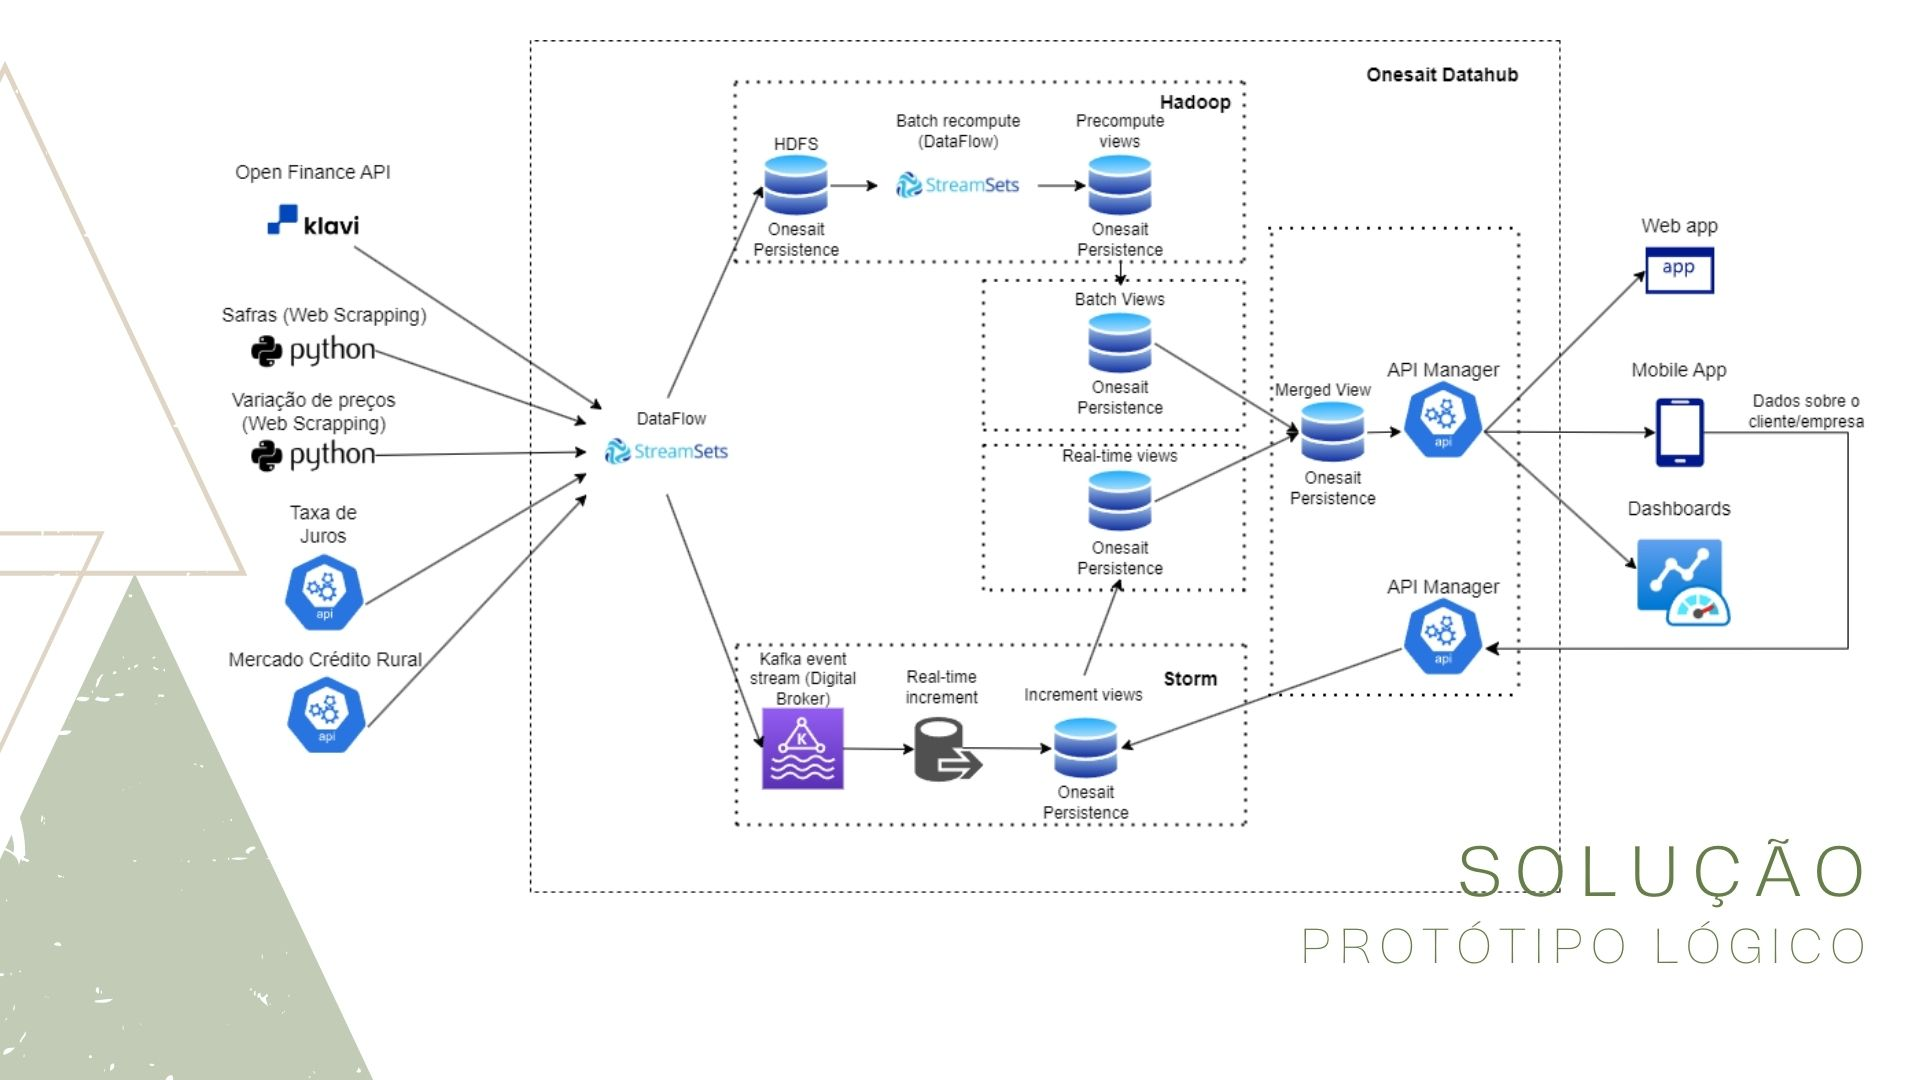 Onesait Datahub
Open Finance API
klavi
Safras (Web Scrapping)
python
Variação de preços
(Web Scrapping)
python
Taxa de
Juros
api
Mercado Crédito Rural
api
DataFlow
StreamSets
Hadoop
HDFS
Onesait
Persistence
Batch recompute
(DataFlow)
StreamSets
Precompute
views
Onesait
Persistence
Batch Views
Onesait
Persistence
Real-time views
Onesait
Persistence
Storm
Kafka event
stream (Digital
Broker)
K
Real-time
increment
Increment views
Onesait
Persistence
Merged View
Onesait
Persistence
API Manager
api
API Manager
api
Web app
app
Mobile App
Dados sobre o
cliente/empresa
Dashboards
SOLUÇÃO
PROTÓTIPO LÓGICO